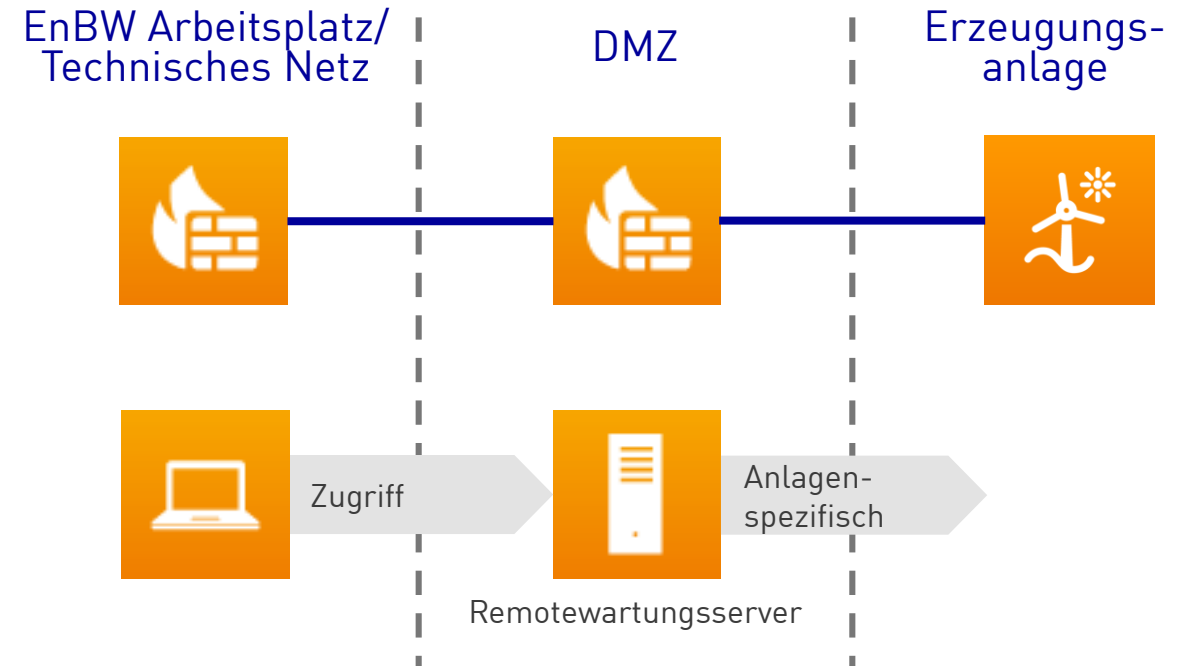 EnBW Arbeitsplatz/
Technisches Netz
DMZ
Erzeugungs-
anlage
Zugriff
Anlagen-
spezifisch
Remotewartungsserver